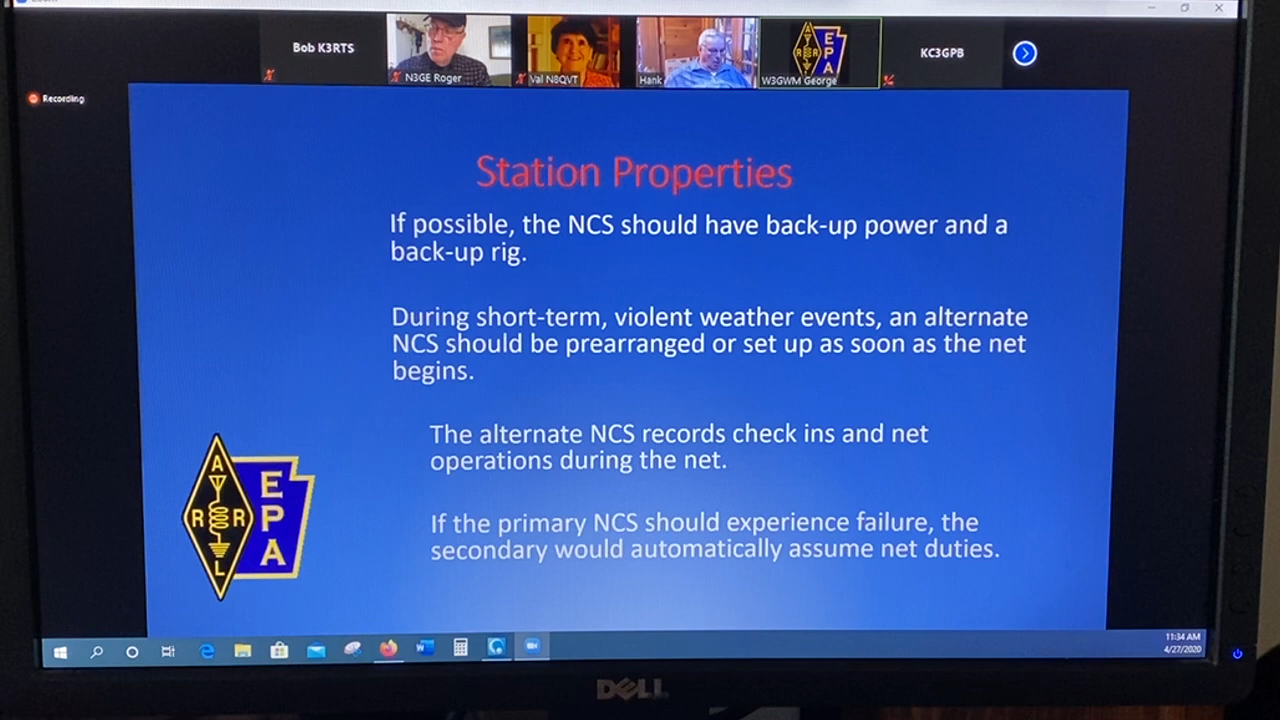 Bob K3RTS
N3GE Roger
Val N8QVT
Hank
W3GWM George
KC3GPB
A
R R
E
P
A
Recording
Station Properties
If possible, the NCS should have back-up power and a
back-up rig.
During short-term, violent weather events, an alternate
NCS should be prearranged or set up as soon as the net
begins.
The alternate NCS records check ins and net
operations during the net.
If the primary NCS should experience failure, the
secondary would automatically assume net duties.
A
R R
L
E
P
A
11:34 AM
4/27/2020
DELL